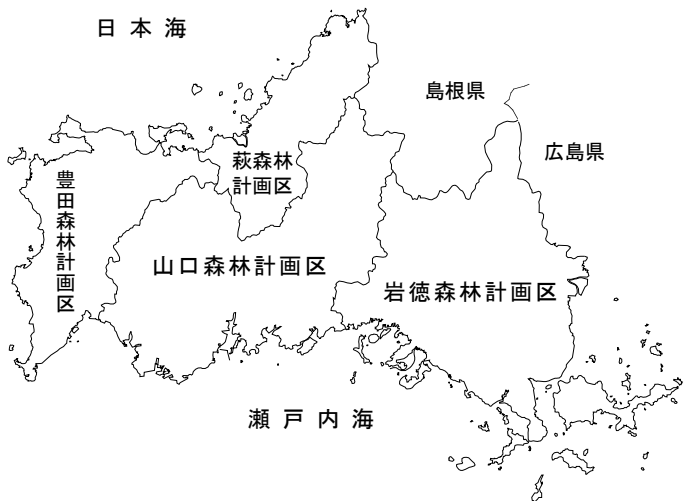 日本海
島根県
広島県
萩森林
計画区
豊田森林計画区
山口森林計画区
岩徳森林計画区
瀬戸内海